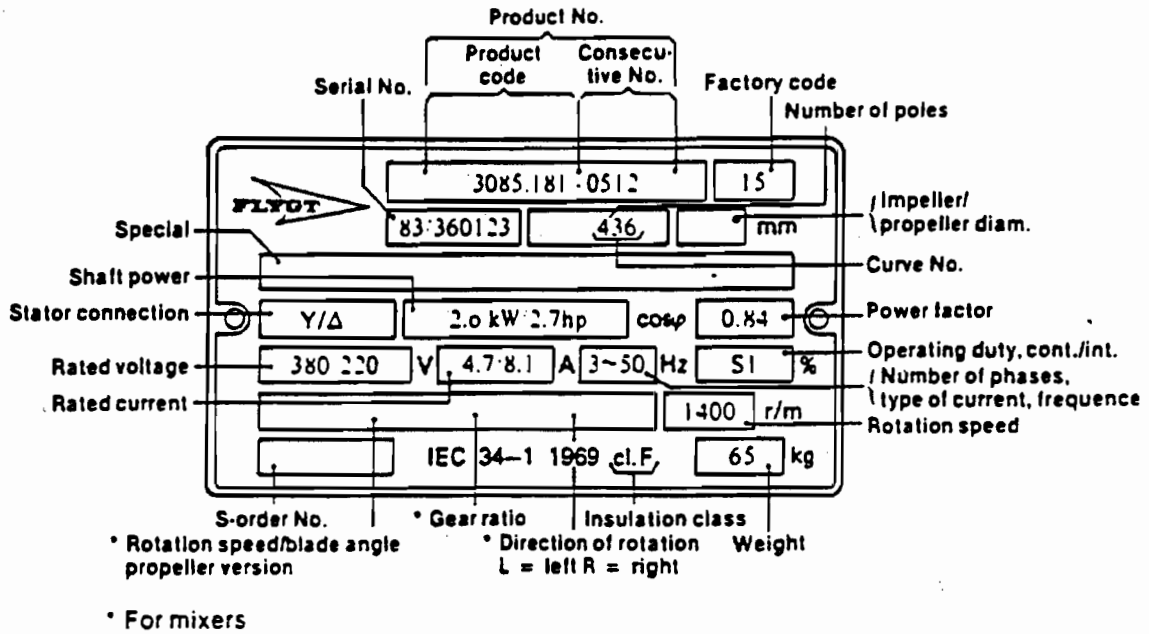 Product No.
Product code
Consecu-
tive No.
Serial No.
Factory code
Number of poles
3085.181 - 0512
15
FLYGT
83 360123
436
mm
Impeller/
propeller diam.
Special
Curve No.
Shaft power
Stator connection
Y/Δ
2.0 kW 2.7hp
cosφ
0.84
Power factor
Rated voltage
380 220
V
4.7 8.1
A
3~50
Hz
S1
%
Operating duty, cont./int.
Number of phases,
type of current, frequence
Rated current
1400
r/m
Rotation speed
IEC 34-1 1969 cl.F
65
kg
S-order No.
* Gear ratio
Insulation class
* Rotation speed/blade angle
propeller version
* Direction of rotation
L = left R = right
Weight
* For mixers